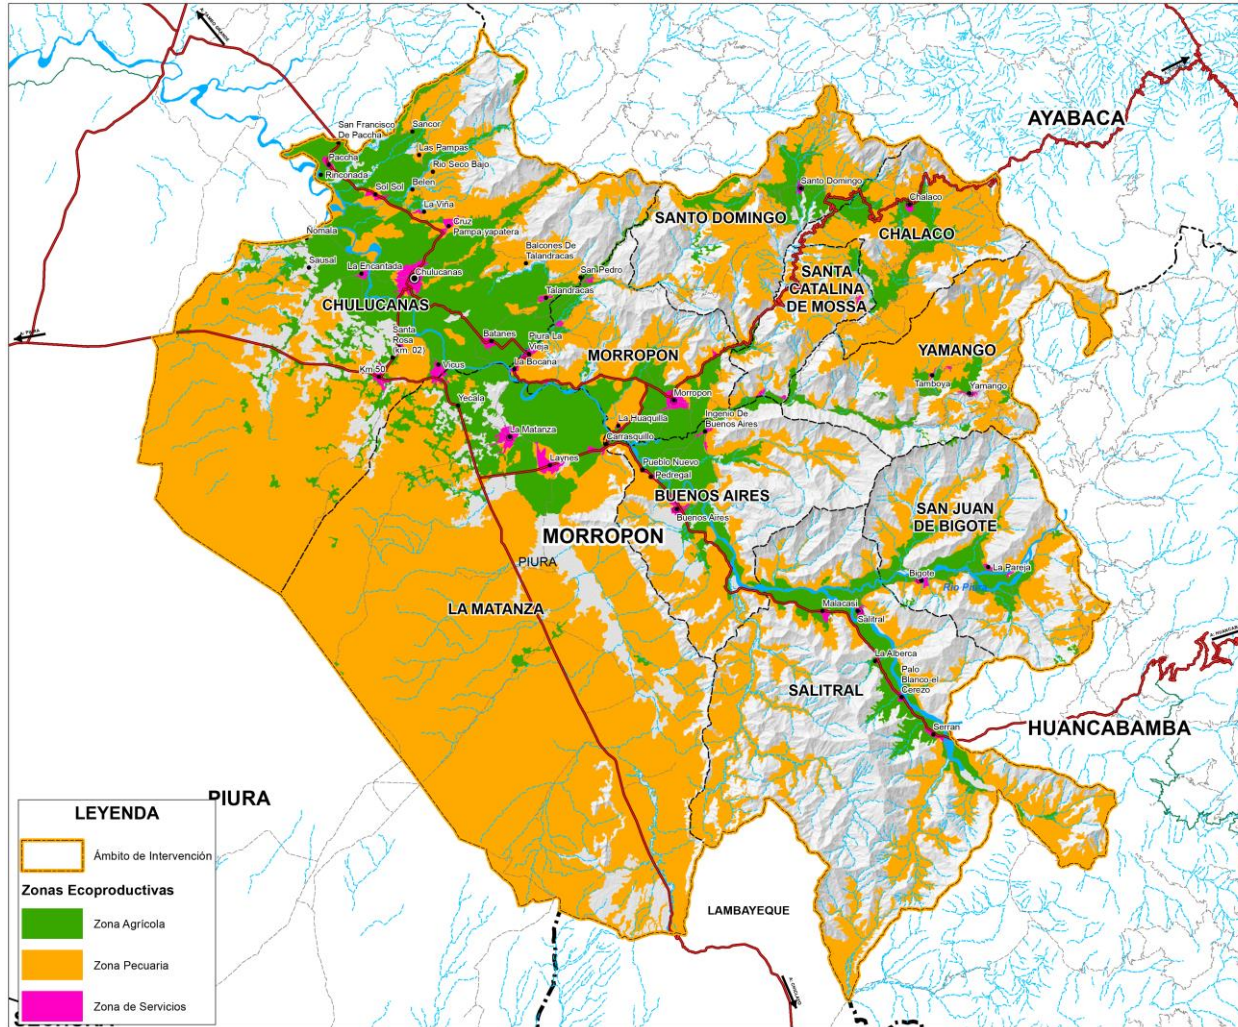 AYABACA
San Francisco
De Paccha
Sancor
Las Pampas
Paccha
Rinconada
Rio Seco Bajo
Sol Sol
Belen
La Viña
Cruz
Pampa yapatera
Santo Domingo
Chalaco
SANTO DOMINGO
CHALACO
Ñomala
Sausal
La Encantada
Chulucanas
Balcones De
Talandracas
San Pedro
Talandracas
SANTA
CATALINA
DE MOSSA
CHULUCANAS
Santa
Rosa
(km. 02)
Batanes
Piura La
Vieja
La Bocana
MORROPON
YAMANGO
Km 50
Vicus
Tamboya
Yamango
Yecala
Morropon
La Huaquilla
Ingenio De
Buenos Aires
La Matanza
Carrasquillo
Laynes
Pueblo Nuevo
Pedregal
BUENOS AIRES
Buenos Aires
SAN JUAN
DE BIGOTE
MORROPON
PIURA
La Pareja
Bigote
LA MATANZA
Malacasi
Salitral
La Alberca
Palo
Blanco el
Cerezo
SALITRAL
Serran
HUANCABAMBA
PIURA
LAMBAYEQUE
LEYENDA
Ámbito de Intervención
Zonas Ecoproductivas
Zona Agrícola
Zona Pecuaria
Zona de Servicios